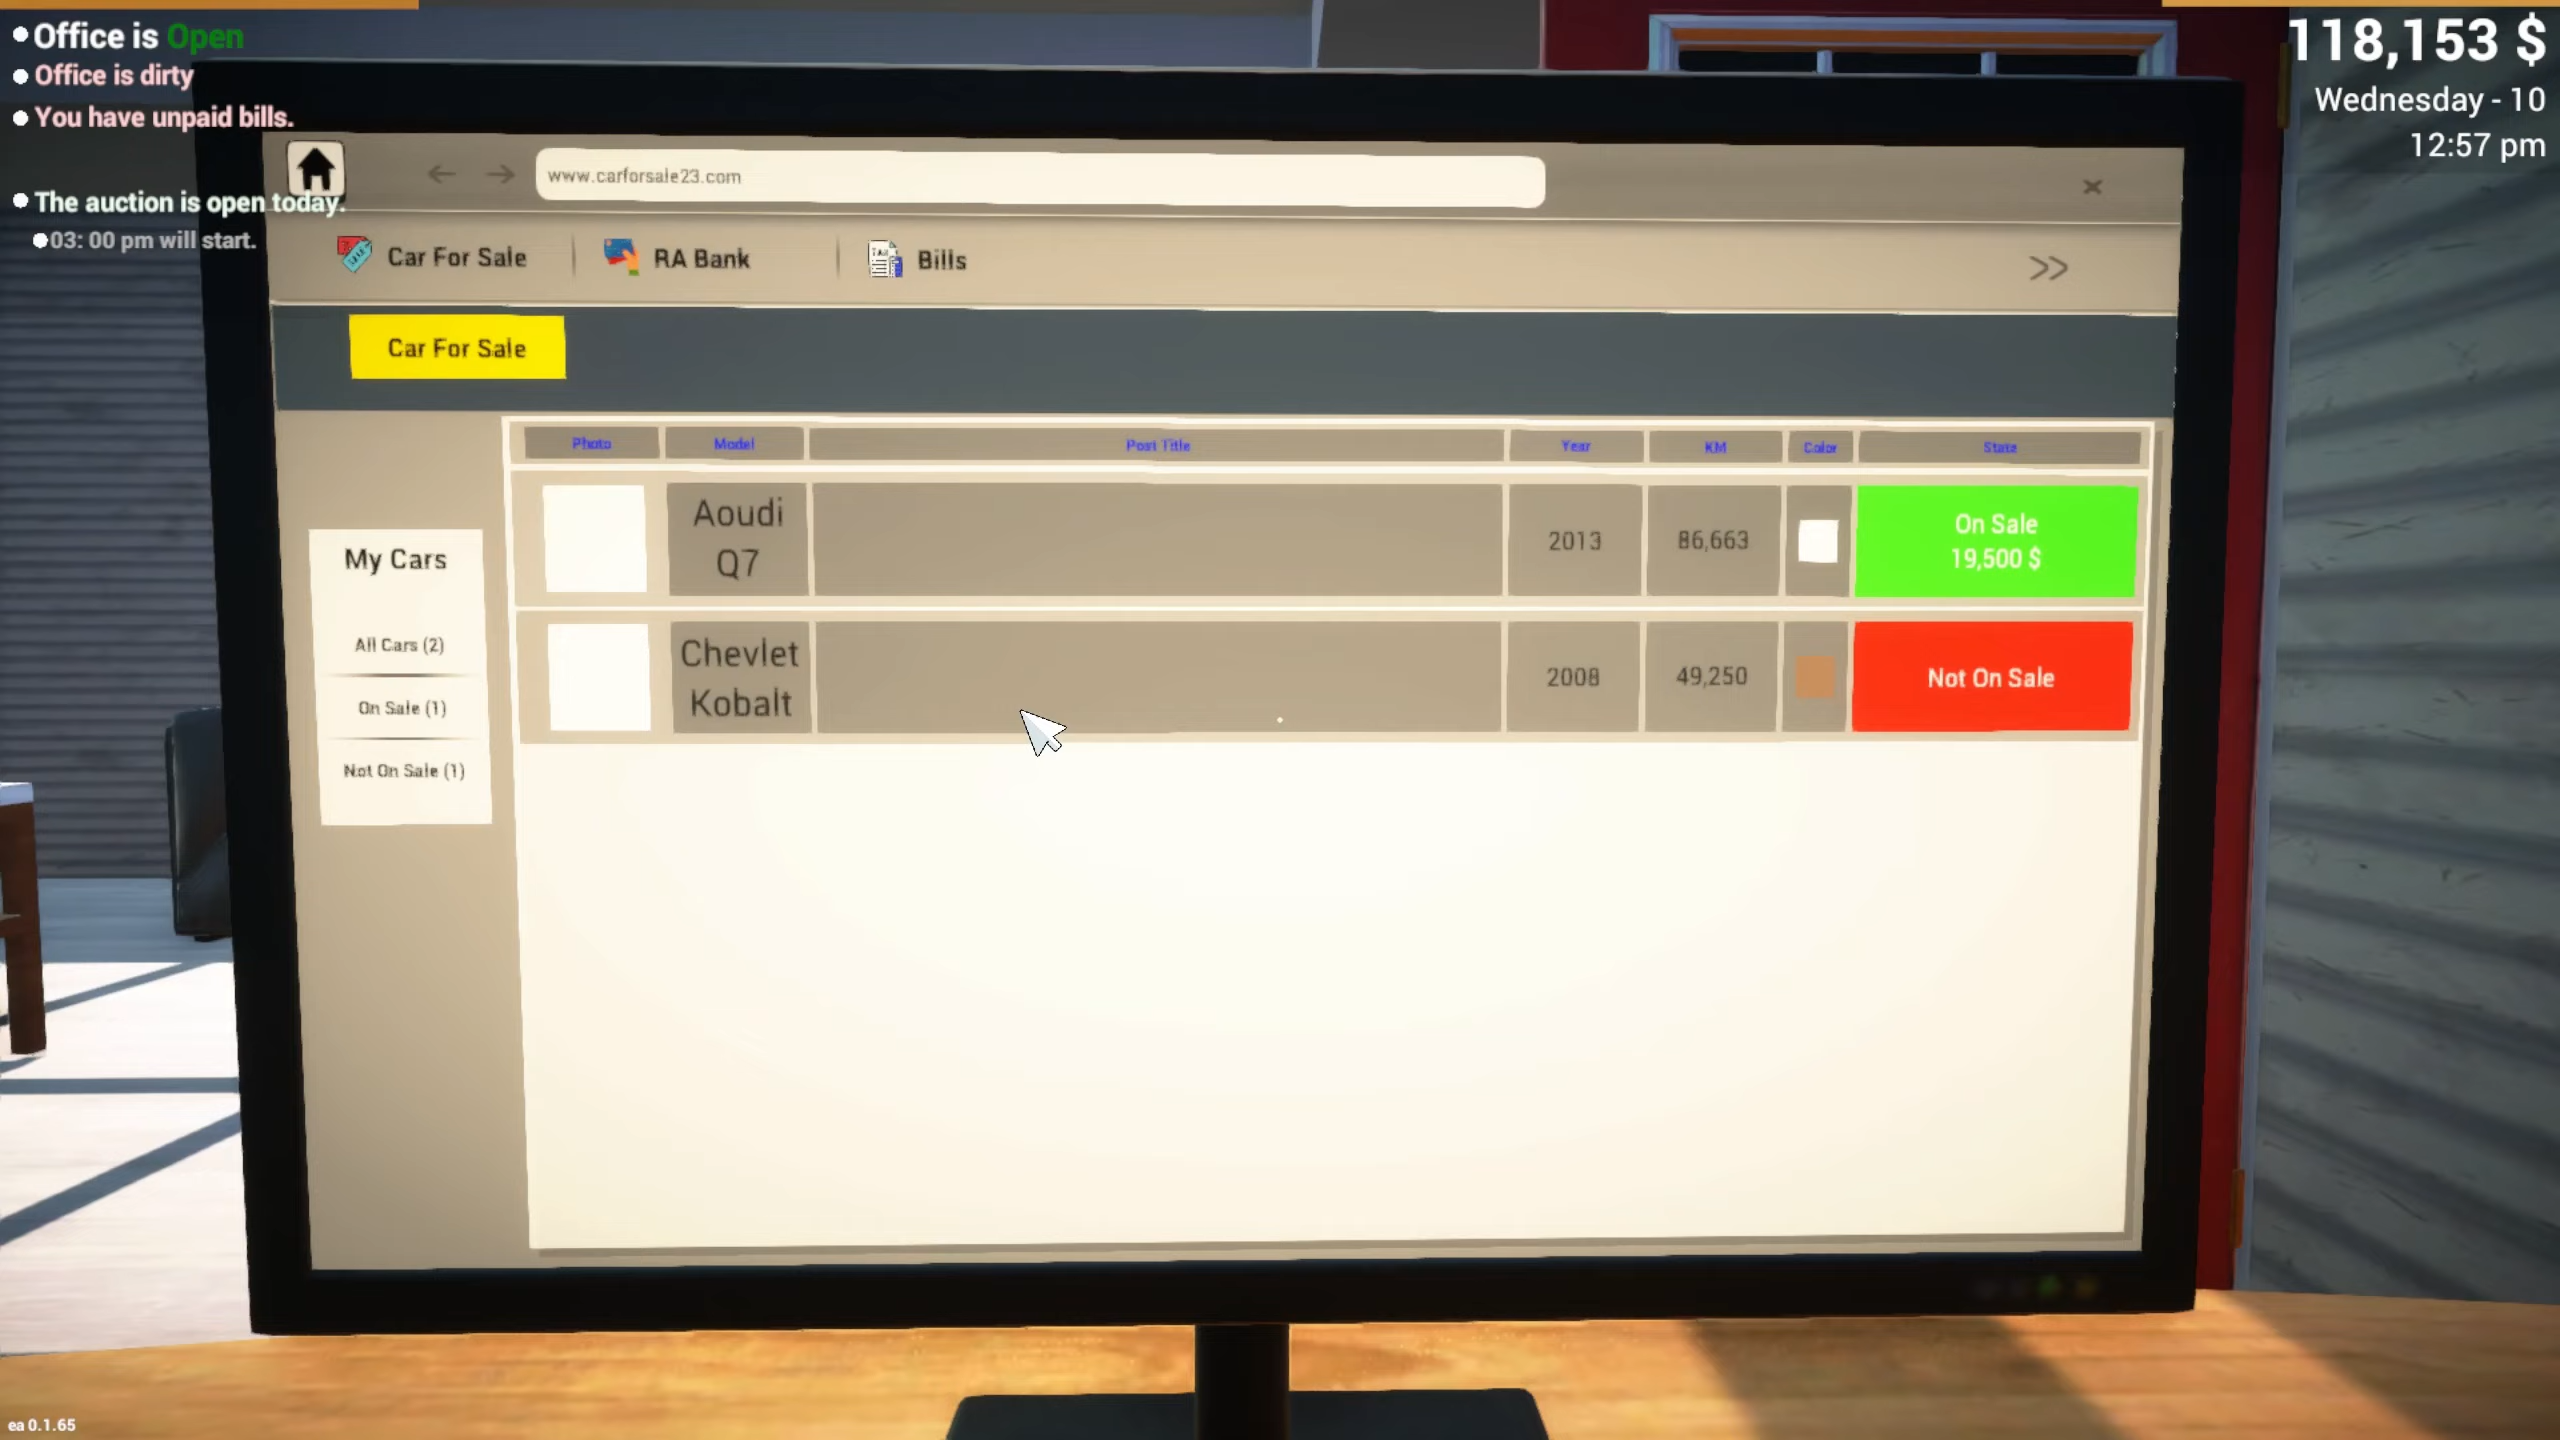 Office is Open
Office is dirty
You have unpaid bills.
The auction is open today.
03: 00 pm will start.
118,153 $
Wednesday - 10
12:57 pm
www.carforsale23.com
×
Car For Sale
RA Bank
Bills
>>
Car For Sale
Photo Model Post Title Year KM Color State
Aoudi
Q7
2013 86,663
On Sale
19,500 $
Chevlet
Kobalt
2008 49,250
Not On Sale
My Cars
All Cars (2)
On Sale (1)
Not On Sale (1)
ea 0.1.65